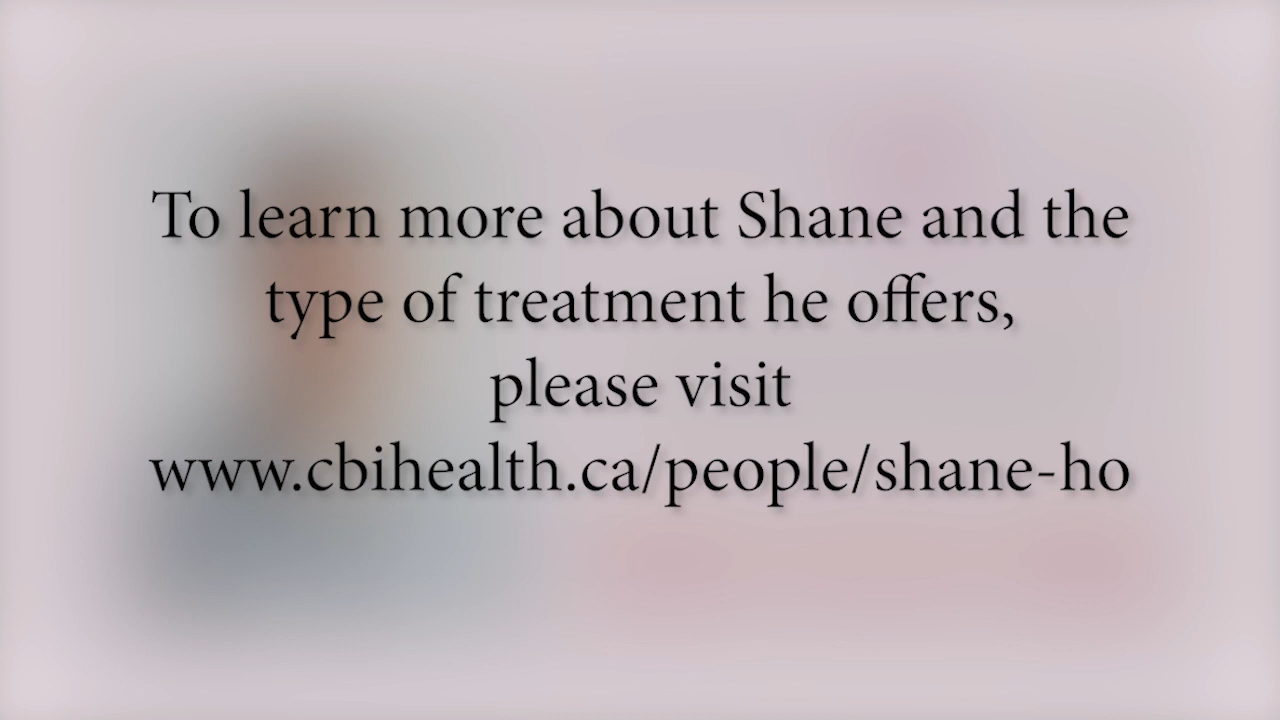 To learn more about Shane and the
type of treatment he offers,
please visit
www.cbihealth.ca/people/shane-ho